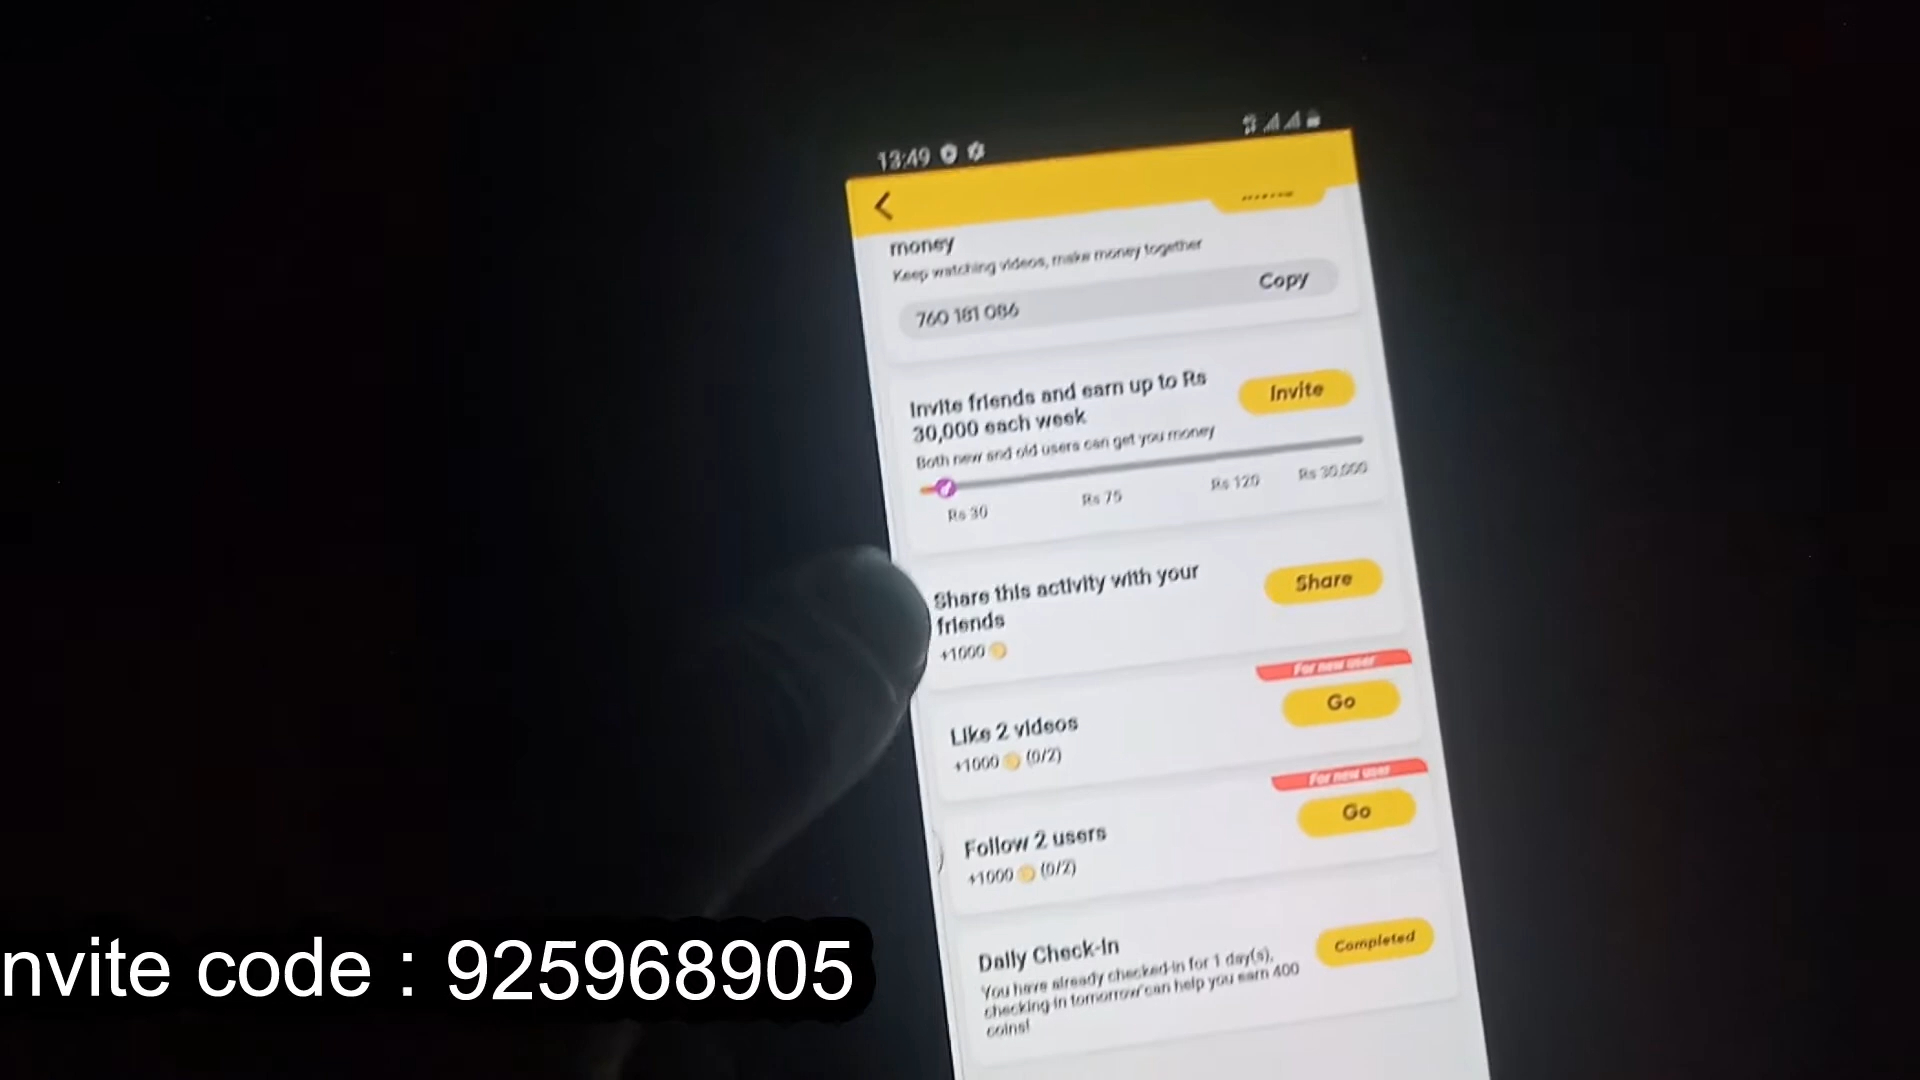 13:49
money
Keep watching videos, make money together
760 181 086
Copy
Invite friends and earn up to Rs
30,000 each week
Invite
Both new and old users can get you money
Rs 30
Rs 75
Rs 120
Rs 30,000
Share this activity with your
friends
Share
+1000
For new user
Like 2 videos
Go
+1000 (0/2)
For new user
Follow 2 users
Go
+1000 (0/2)
Daily Check-In
Completed
You have already checked-in for 1 day(s),
checking-in tomorrow can help you earn 400
coins!
nvite code : 925968905